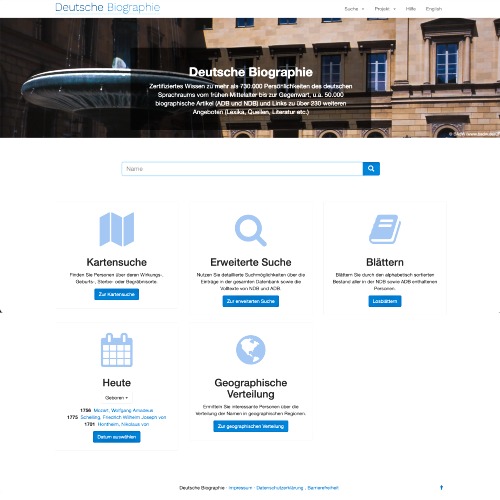 Deutsche Biographie
Suche
Projekt
Hilfe
English
Deutsche Biographie
Zertifiziertes Wissen zu mehr als 730.000 Persönlichkeiten des deutschen
Sprachraums vom frühen Mittelalter bis zur Gegenwart, u.a. 50.000
biographische Artikel (ADB und NDB) und Links zu über 230 weiteren
Angeboten (Lexika, Quellen, Literatur etc.)
Name
Kartensuche
Finden Sie Personen über deren Wirkungs-,
Geburts-, Sterbe- oder Begräbnisorte.
Zur Kartensuche
Erweiterte Suche
Nutzen Sie detaillierte Suchmöglichkeiten über die
Einträge in der gesamten Datenbank sowie die
Volltexte von NDB und ADB.
Zur erweiterten Suche
Blättern
Blättern Sie durch den alphabetisch sortierten
Bestand aller in der NDB sowie ADB enthaltenen
Personen.
Losblättern
Heute
Geboren
1756 Mozart, Wolfgang Amadeus
1775 Schelling, Friedrich Wilhelm Joseph von
1701 Hontheim, Nikolaus von
Datum auswählen
Geographische
Verteilung
Ermitteln Sie interessante Personen über die
Verteilung der Namen in geographischen Regionen.
Zur geographischen Verteilung
Deutsche Biographie · Impressum · Datenschutzerklärung · Barrierefreiheit